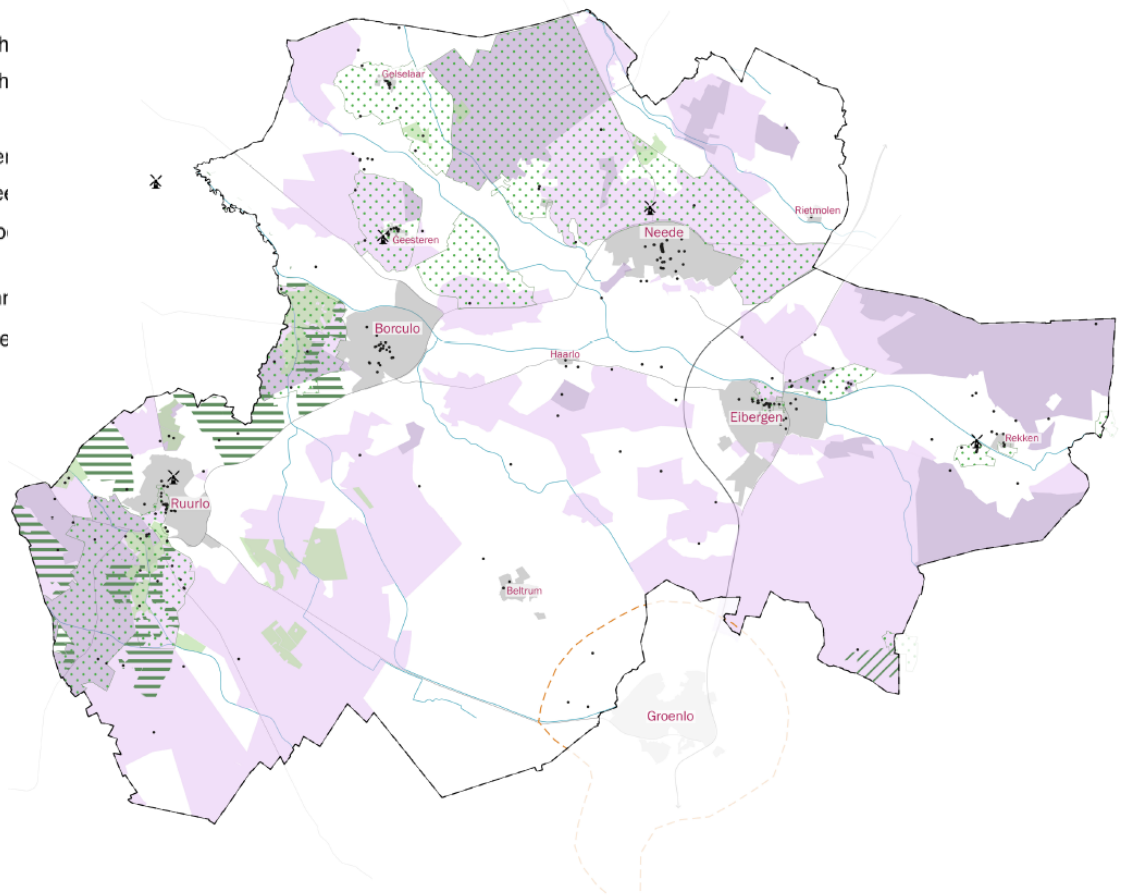 Gelselaar
Rietmolen
Neede
Geesteren
Borculo
Haarlo
Eibergen
Rekken
Ruurlo
Beltrum
Groenlo